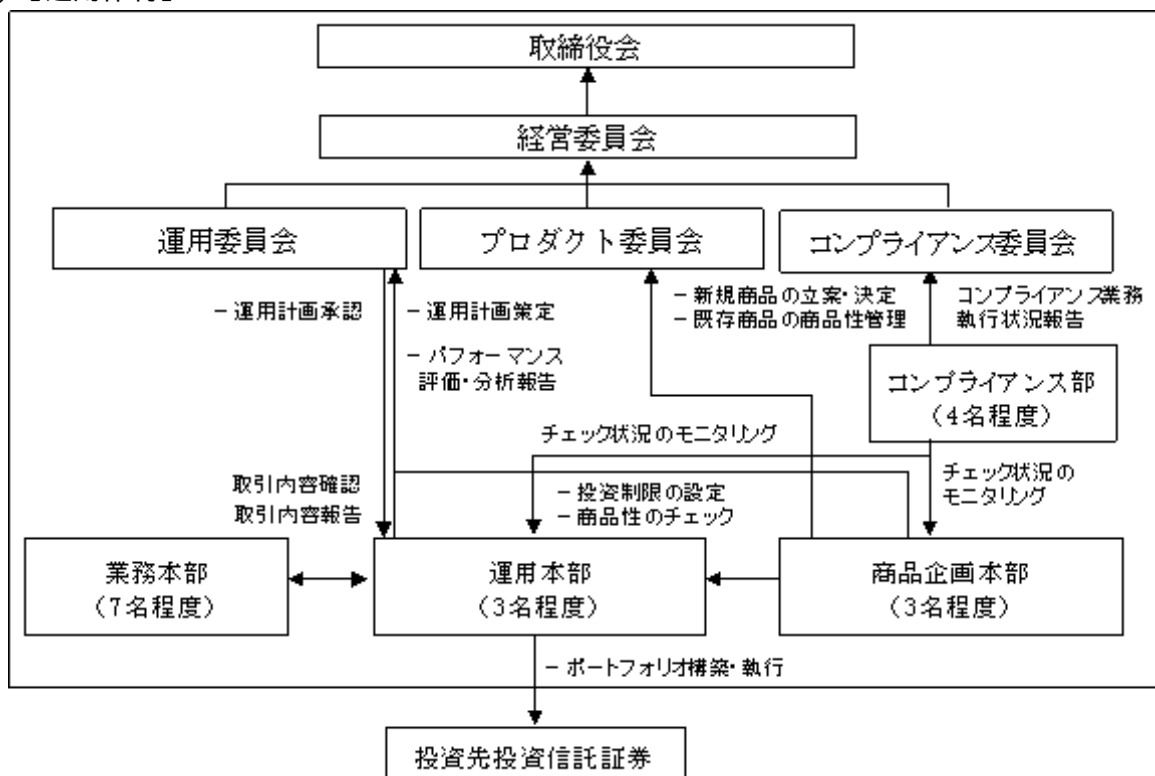 取締役会
経営委員会
運用委員会
プロダクト委員会
コンプライアンス委員会
－運用計画承認
－運用計画策定
－パフォーマンス
評価・分析報告
－新規商品の立案・決定
－既存商品の商品性管理
コンプライアンス業務
執行状況報告
コンプライアンス部
（4名程度）
チェック状況のモニタリング
チェック状況の
モニタリング
取引内容確認
取引内容報告
－投資制限の設定
－商品性のチェック
業務本部
（7名程度）
運用本部
（3名程度）
商品企画本部
（3名程度）
－ポートフォリオ構築・執行
投資先投資信託証券